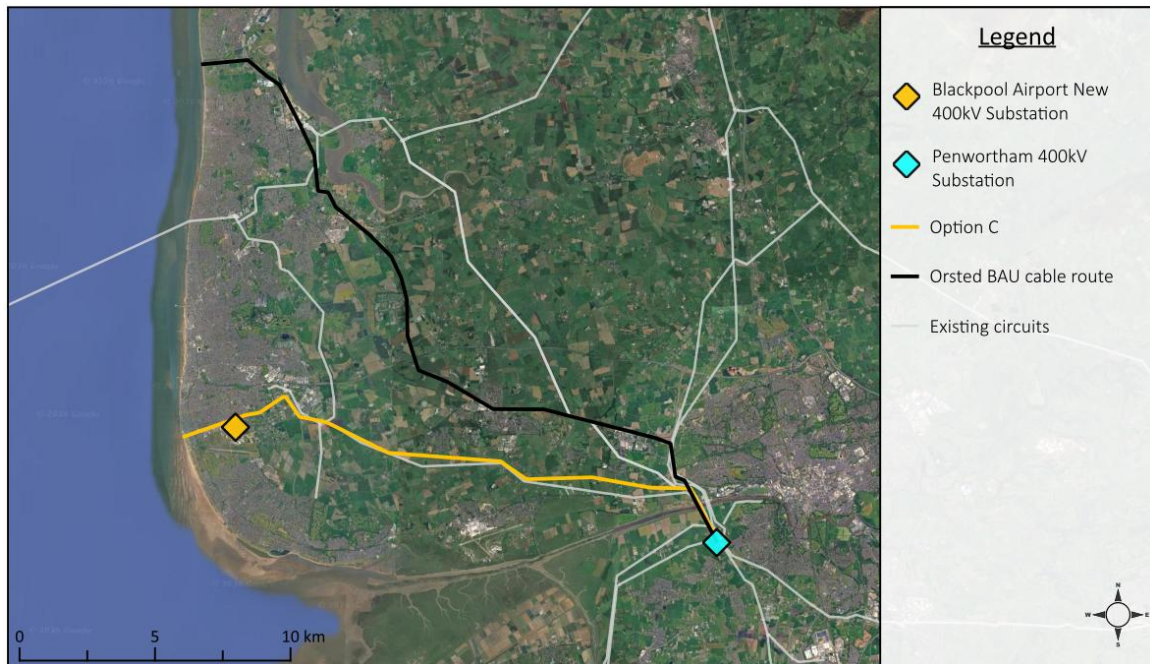 Legend
Blackpool Airport New
400kV Substation
Penwortham 400kV
Substation
Option C
Orsted BAU cable route
Existing circuits
0
5
10 km
N
W
E
S